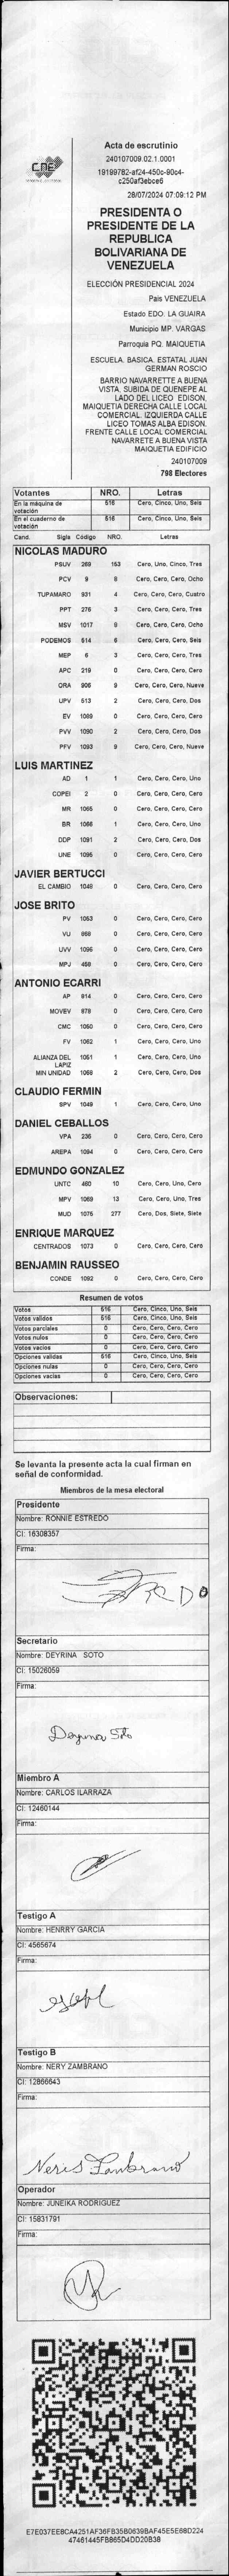 CNE
Acta de escrutinio
240107009.02.1.0001
19199782-af24-450c-90c4-
c250af3ebce6
28/07/2024 07:09:12 PM
PRESIDENTA O
PRESIDENTE DE LA
REPUBLICA
BOLIVARIANA DE
VENEZUELA
ELECCIÓN PRESIDENCIAL 2024
Pais VENEZUELA
Estado EDO. LA GUAIRA
Municipio MP. VARGAS
Parroquia PQ. MAIQUETIA
ESCUELA. BASICA. ESTATAL JUAN
GERMAN ROSCIO
BARRIO NAVARRETTE A BUENA
VISTA. SUBIDA DE QUENEPE AL
LADO DEL LICEO EDISON.
MAIQUETIA DERECHA CALLE LOCAL
COMERCIAL. IZQUIERDA CALLE
LICEO TOMAS ALBA EDISON.
FRENTE CALLE LOCAL COMERCIAL
NAVARRETE A BUENA VISTA
MAIQUETIA EDIFICIO
240107009
798 Electores
Votantes NRO. Letras
En la máquina de votación 516 Cero, Cinco, Uno, Seis
En el cuaderno de votación 516 Cero, Cinco, Uno, Seis
Cand. Sigla Código NRO. Letras
NICOLAS MADURO
PSUV 269 153 Cero, Uno, Cinco, Tres
PCV 9 8 Cero, Cero, Cero, Ocho
TUPAMARO 931 4 Cero, Cero, Cero, Cuatro
PPT 276 3 Cero, Cero, Cero, Tres
MSV 1017 8 Cero, Cero, Cero, Ocho
PODEMOS 514 6 Cero, Cero, Cero, Seis
MEP 6 3 Cero, Cero, Cero, Tres
APC 219 0 Cero, Cero, Cero, Cero
ORA 906 9 Cero, Cero, Cero, Nueve
UPV 513 2 Cero, Cero, Cero, Dos
EV 1089 0 Cero, Cero, Cero, Cero
PVV 1090 2 Cero, Cero, Cero, Dos
PFV 1093 9 Cero, Cero, Cero, Nueve
LUIS MARTINEZ
AD 1 1 Cero, Cero, Cero, Uno
COPEI 2 0 Cero, Cero, Cero, Cero
MR 1065 0 Cero, Cero, Cero, Cero
BR 1066 1 Cero, Cero, Cero, Uno
DDP 1091 2 Cero, Cero, Cero, Dos
UNE 1095 0 Cero, Cero, Cero, Cero
JAVIER BERTUCCI
EL CAMBIO 1048 0 Cero, Cero, Cero, Cero
JOSE BRITO
PV 1053 0 Cero, Cero, Cero, Cero
VU 868 0 Cero, Cero, Cero, Cero
UVV 1096 0 Cero, Cero, Cero, Cero
MPJ 468 0 Cero, Cero, Cero, Cero
ANTONIO ECARRI
AP 814 0 Cero, Cero, Cero, Cero
MOVEV 878 0 Cero, Cero, Cero, Cero
CMC 1050 0 Cero, Cero, Cero, Cero
FV 1062 1 Cero, Cero, Cero, Uno
ALIANZA DEL LAPIZ 1051 1 Cero, Cero, Cero, Uno
MIN UNIDAD 1068 2 Cero, Cero, Cero, Dos
CLAUDIO FERMIN
SPV 1049 1 Cero, Cero, Cero, Uno
DANIEL CEBALLOS
VPA 236 0 Cero, Cero, Cero, Cero
AREPA 1094 0 Cero, Cero, Cero, Cero
EDMUNDO GONZALEZ
UNTC 460 10 Cero, Cero, Uno, Cero
MPV 1069 13 Cero, Cero, Uno, Tres
MUD 1075 277 Cero, Dos, Siete, Siete
ENRIQUE MARQUEZ
CENTRADOS 1073 0 Cero, Cero, Cero, Cero
BENJAMIN RAUSSEO
CONDE 1092 0 Cero, Cero, Cero, Cero
Resumen de votos
Votos 516 Cero, Cinco, Uno, Seis
Votos validos 516 Cero, Cinco, Uno, Seis
Votos parciales 0 Cero, Cero, Cero, Cero
Votos nulos 0 Cero, Cero, Cero, Cero
Votos vacios 0 Cero, Cero, Cero, Cero
Opciones validas 516 Cero, Cinco, Uno, Seis
Opciones nulas 0 Cero, Cero, Cero, Cero
Opciones vacias 0 Cero, Cero, Cero, Cero
Observaciones:
Se levanta la presente acta la cual firman en
señal de conformidad.
Miembros de la mesa electoral
Presidente
Nombre: RONNIE ESTREDO
CI: 16308357
Firma:
Secretario
Nombre: DEYRINA SOTO
CI: 15026059
Firma:
Deyrina Soto
Miembro A
Nombre: CARLOS ILARRAZA
CI: 12460144
Firma:
Testigo A
Nombre: HENRRY GARCIA
CI: 4565674
Firma:
Testigo B
Nombre: NERY ZAMBRANO
CI: 12866643
Firma:
Neris Zambrano
Operador
Nombre: JUNEIKA RODRIGUEZ
CI: 15831791
Firma:
E7E037EE8CA4251AF36FB35B0639BAF45E5E68D224
47461445FB865D4DD20B38